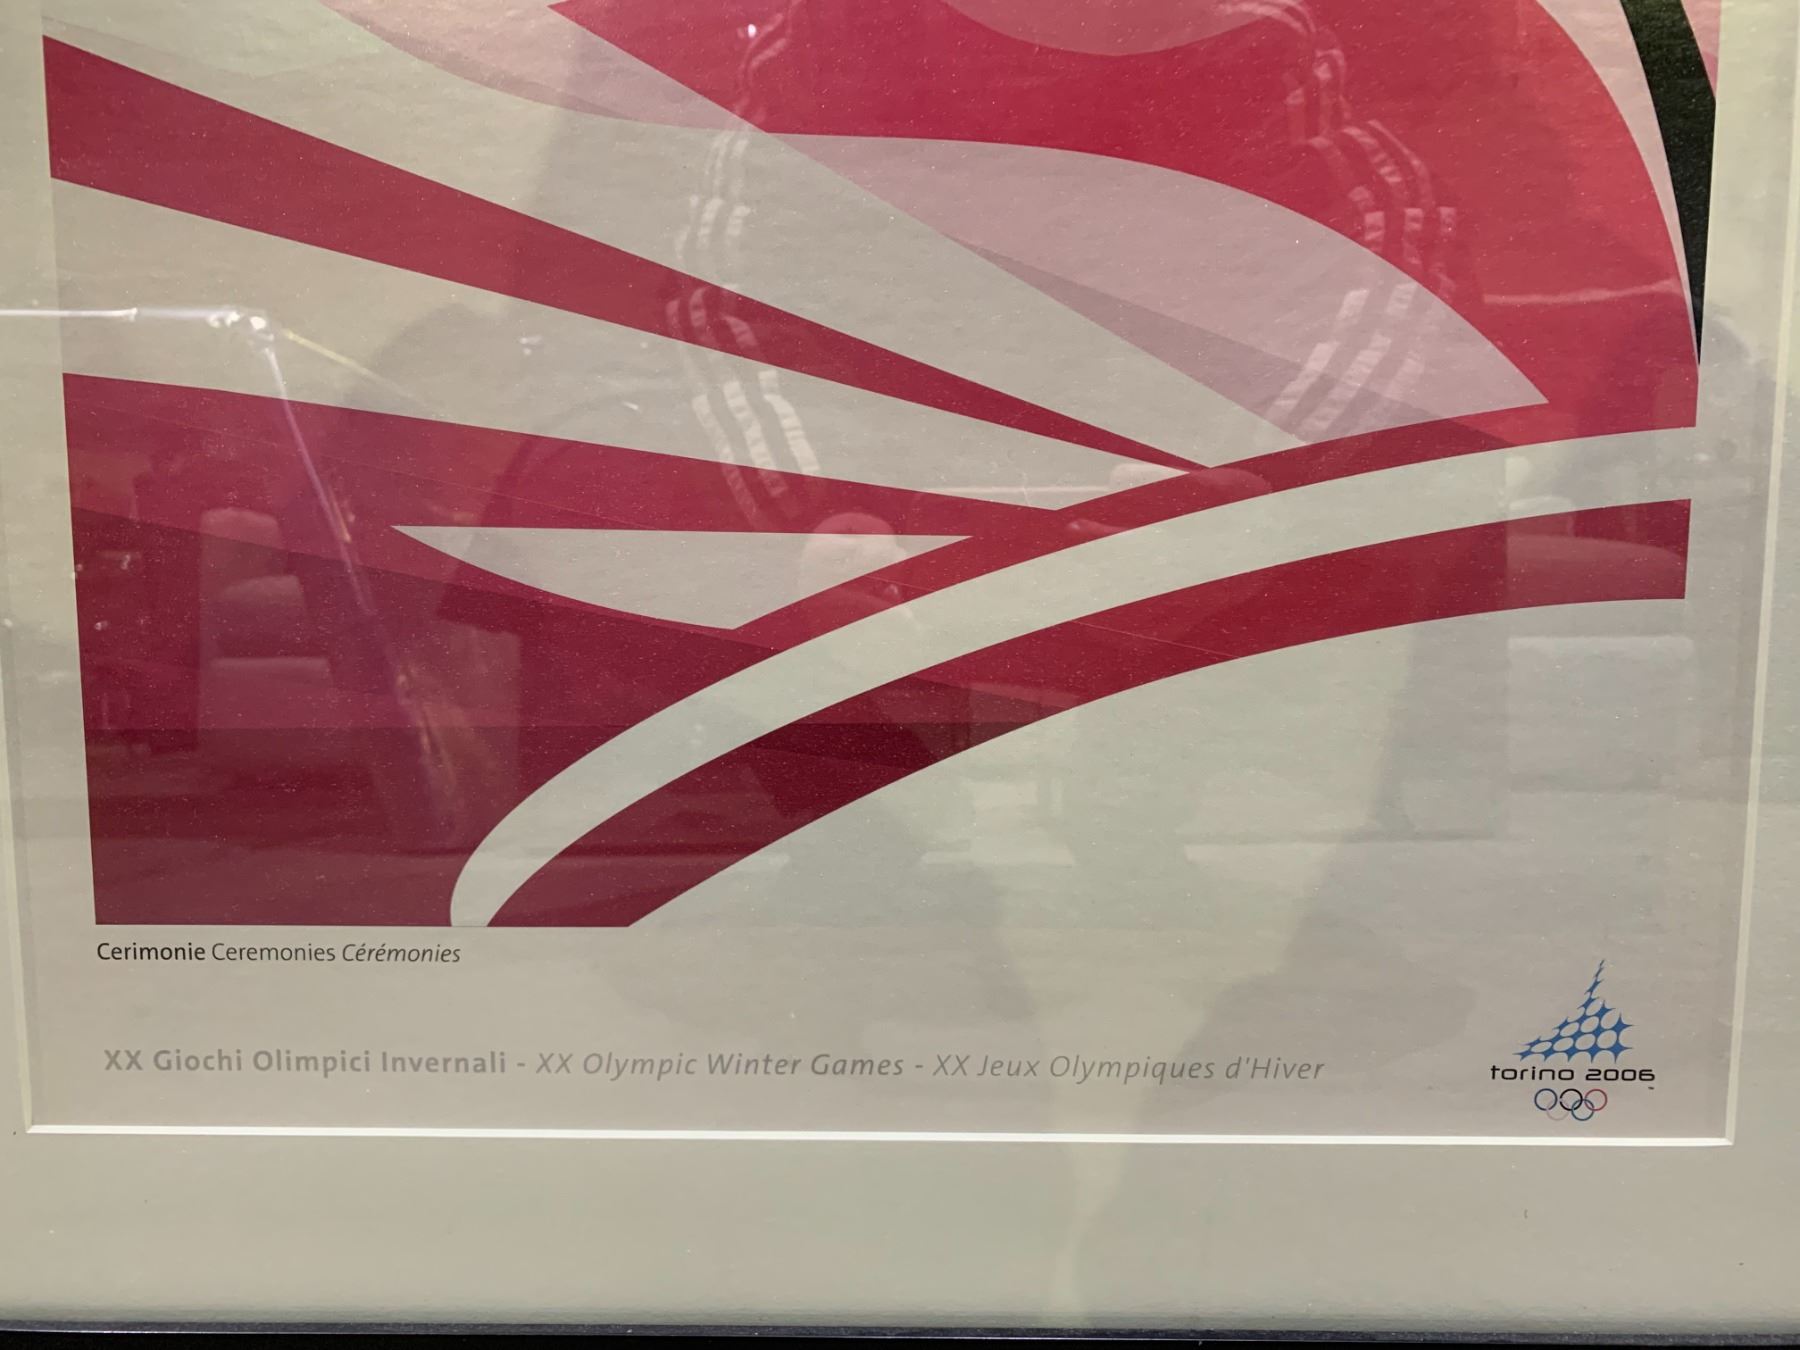 Cerimonie Ceremonies Cérémonies
XX Giochi Olimpici Invernali - XX Olympic Winter Games - XX Jeux Olympiques d'Hiver
torino 2006